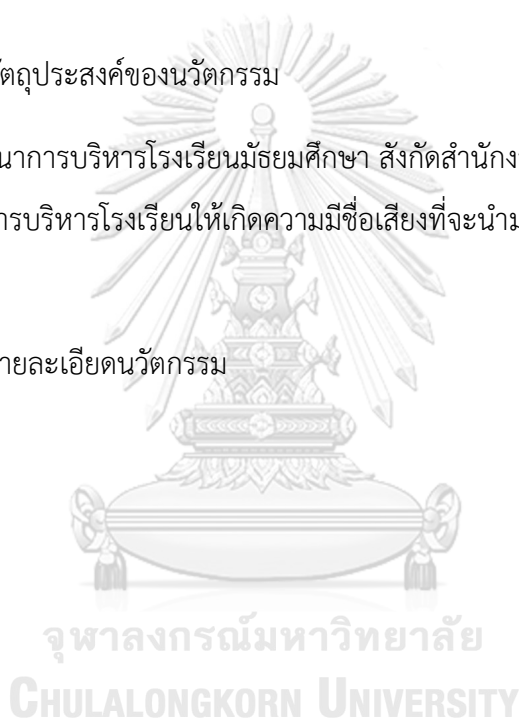 ัตถุประสงค์ของนวัตกรรม
นาการบริหารโรงเรียนมัธยมศึกษา สังกัดสำนักง
ารบริหารโรงเรียนให้เกิดความมีชื่อเสียงที่จะนำม
ายละเอียดนวัตกรรม
จุฬาลงกรณ์มหาวิทยาลัย
CHULALONGKORN UNIVERSITY